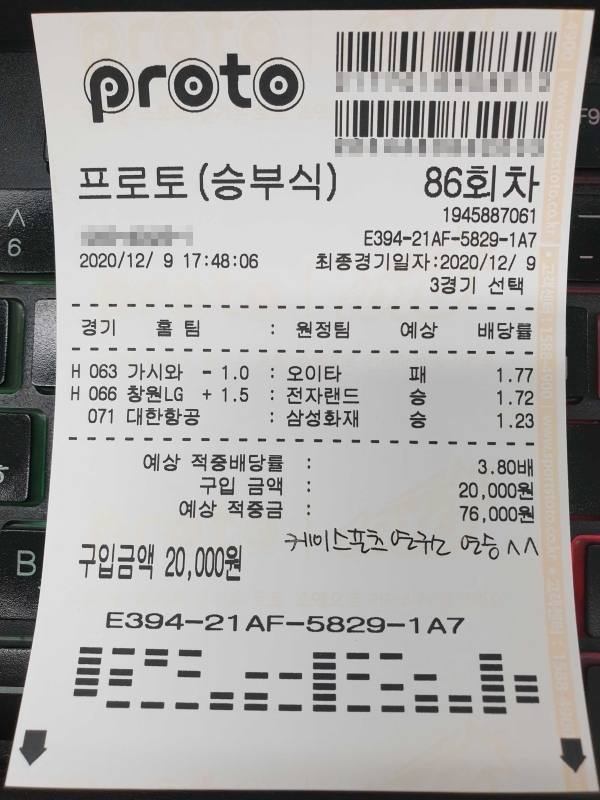 proto
프로토(승부식) 86회차
1945887061
E394-21AF-5829-1A7
2020/12/ 9 17:48:06 최종경기일자:2020/12/ 9
3경기 선택
경기 홈 팀 : 원정팀 예상 배당률
H 063 가시와 - 1.0 : 오이타 패 1.77
H 066 창원LG + 1.5 : 전자랜드 승 1.72
071 대한항공 : 삼성화재 승 1.23
예상 적중배당률 : 3.80배
구입 금액 : 20,000원
예상 적중금 : 76,000원
케이스포츠 연구소 연승 ^^
구입금액 20,000원
E394-21AF-5829-1A7